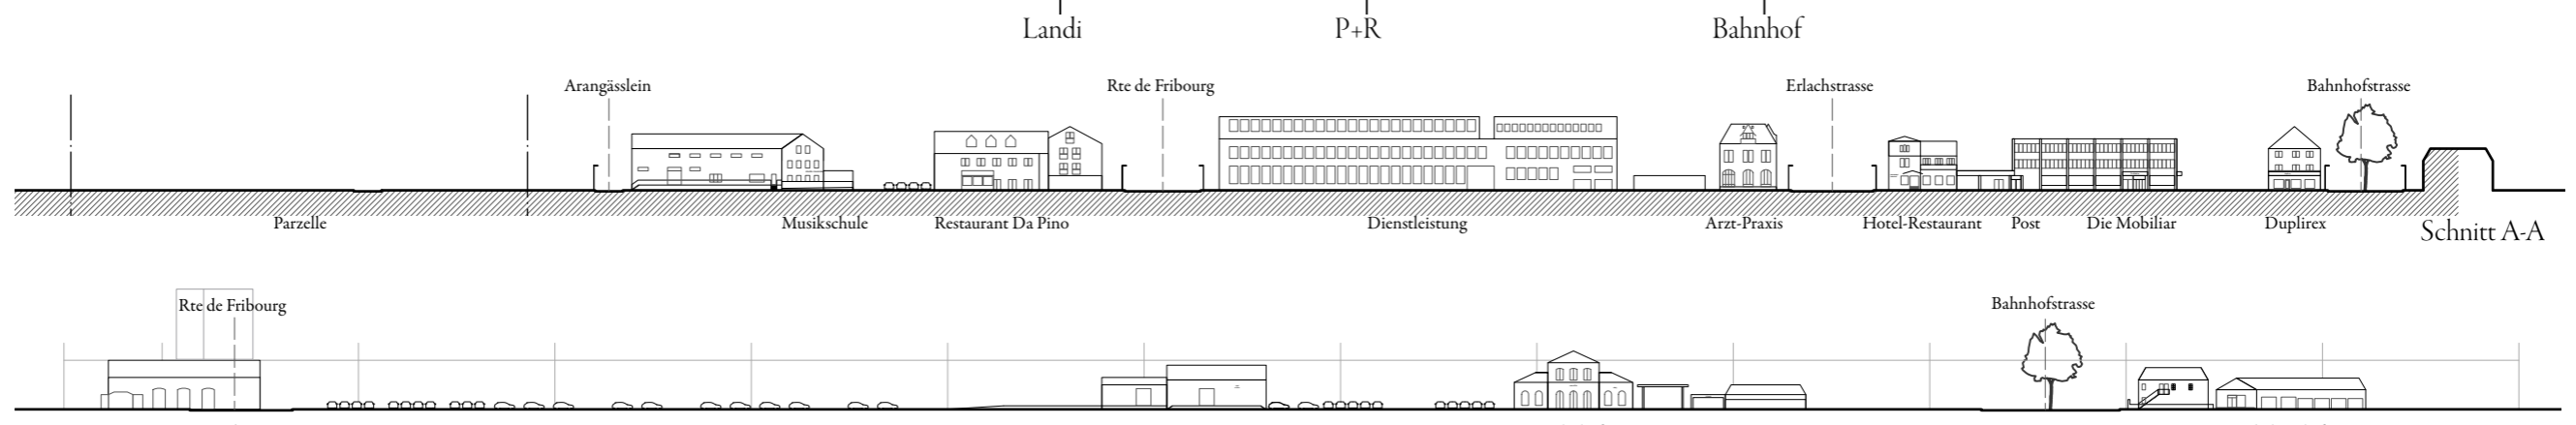 Landi
P+R
Bahnhof
Arangässlein
Rte de Fribourg
Erlachstrasse
Bahnhofstrasse
Parzelle
Musikschule
Restaurant Da Pino
Dienstleistung
Arzt-Praxis
Hotel-Restaurant
Post
Die Mobiliar
Duplirex
Schnitt A-A
Rte de Fribourg
Bahnhofstrasse